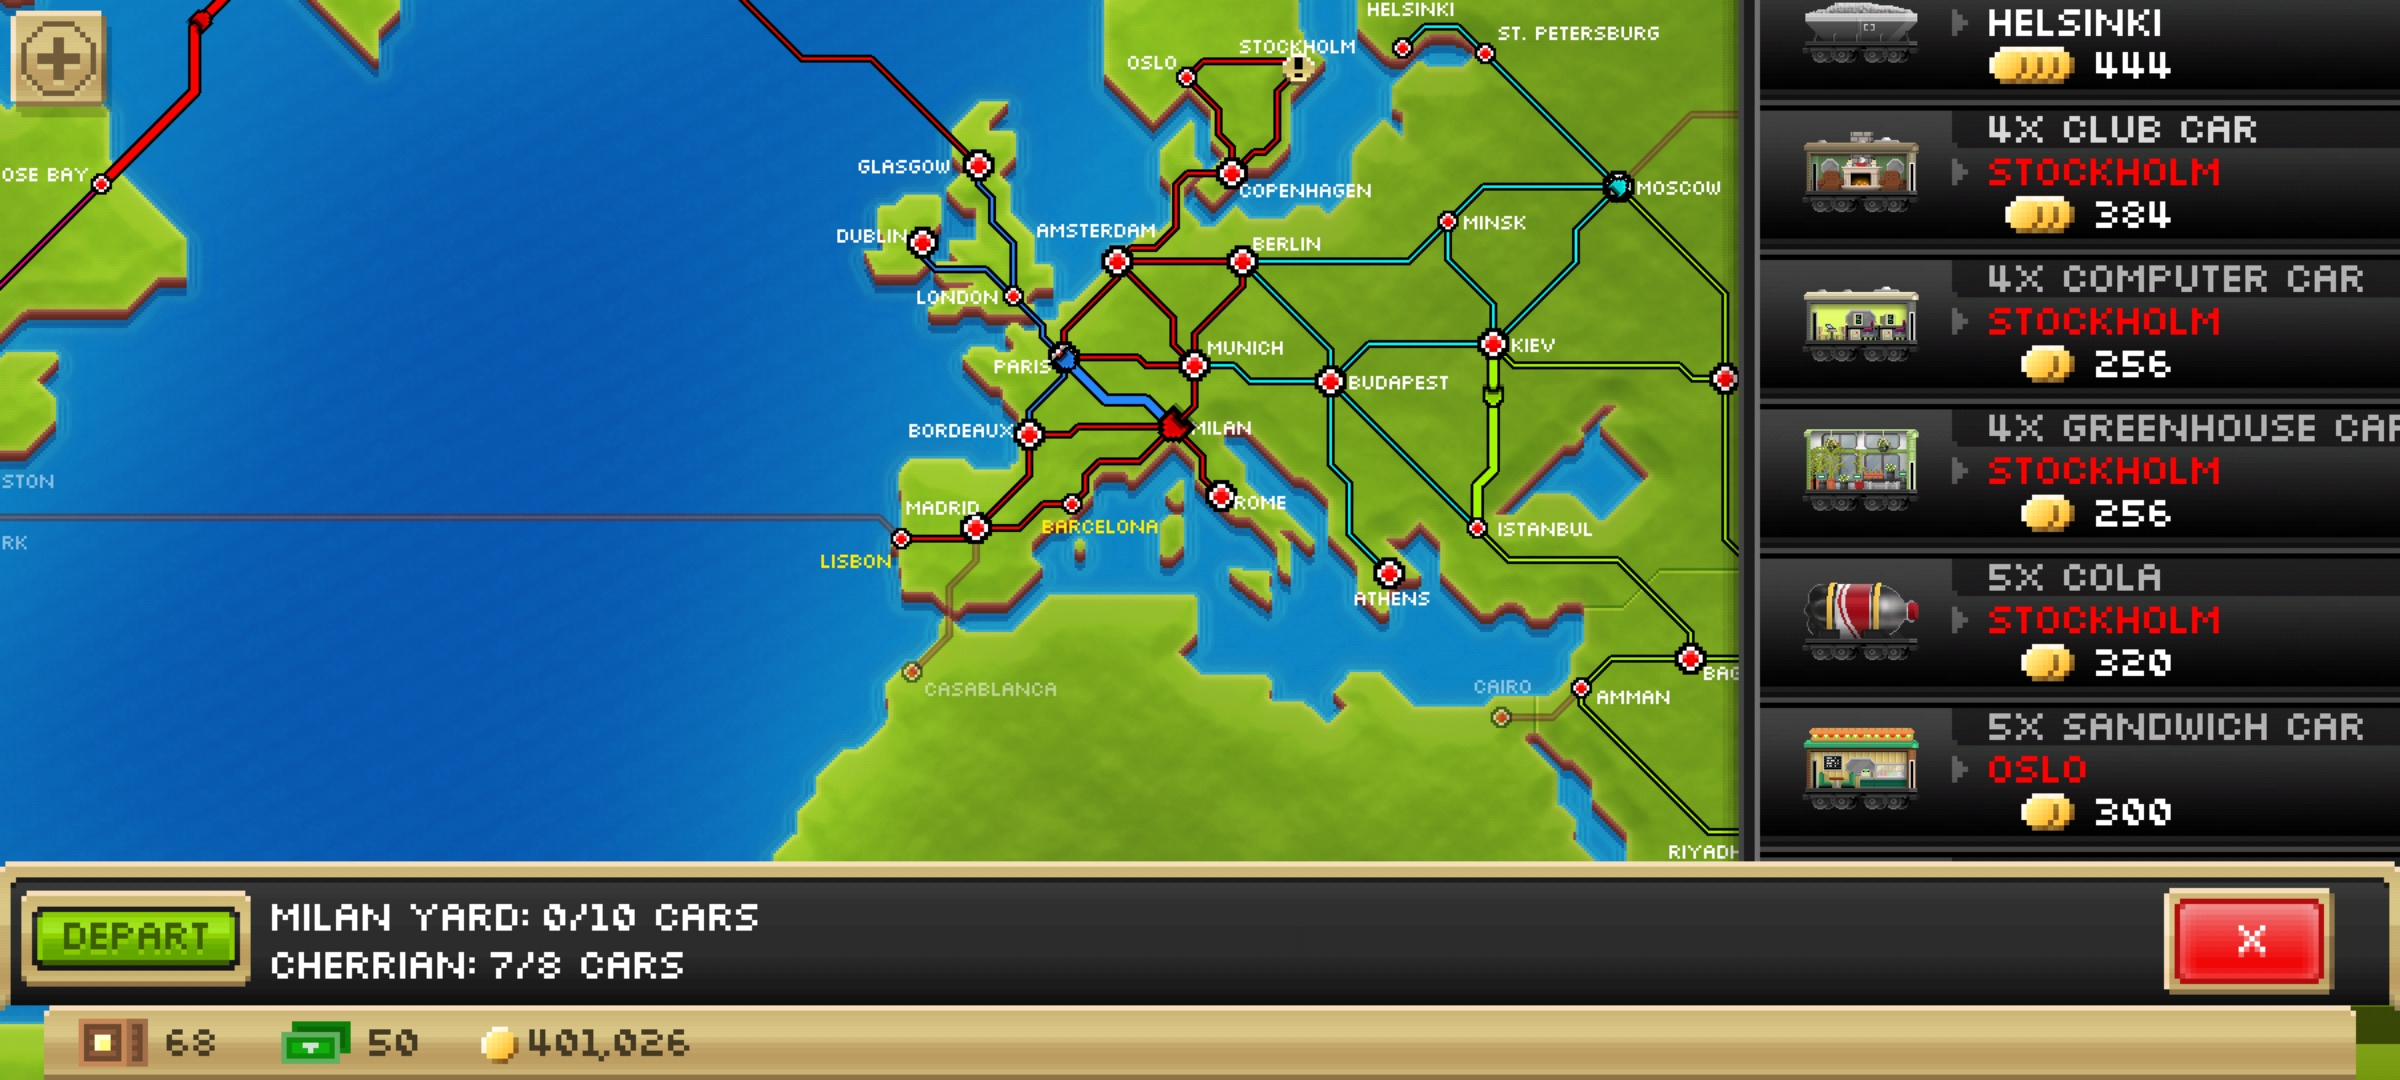 HELSINKI
ST. PETERSBURG
STOCKHOLM
OSLO
GLASGOW
OSE BAY
COPENHAGEN
MOSCOW
DUBLIN
AMSTERDAM
MINSK
BERLIN
LONDON
MUNICH
KIEV
PARIS
BUDAPEST
BORDEAUX
MILAN
STON
MADRID
ROME
BARCELONA
ISTANBUL
RK
LISBON
ATHENS
BAG
CASABLANCA
CAIRO
AMMAN
RIYADH
HELSINKI
444
4X CLUB CAR
STOCKHOLM
384
4X COMPUTER CAR
STOCKHOLM
256
4X GREENHOUSE CAR
STOCKHOLM
256
5X COLA
STOCKHOLM
320
5X SANDWICH CAR
OSLO
300
DEPART
MILAN YARD: 0/10 CARS
CHERRIAN: 7/8 CARS
X
68
50
401,026